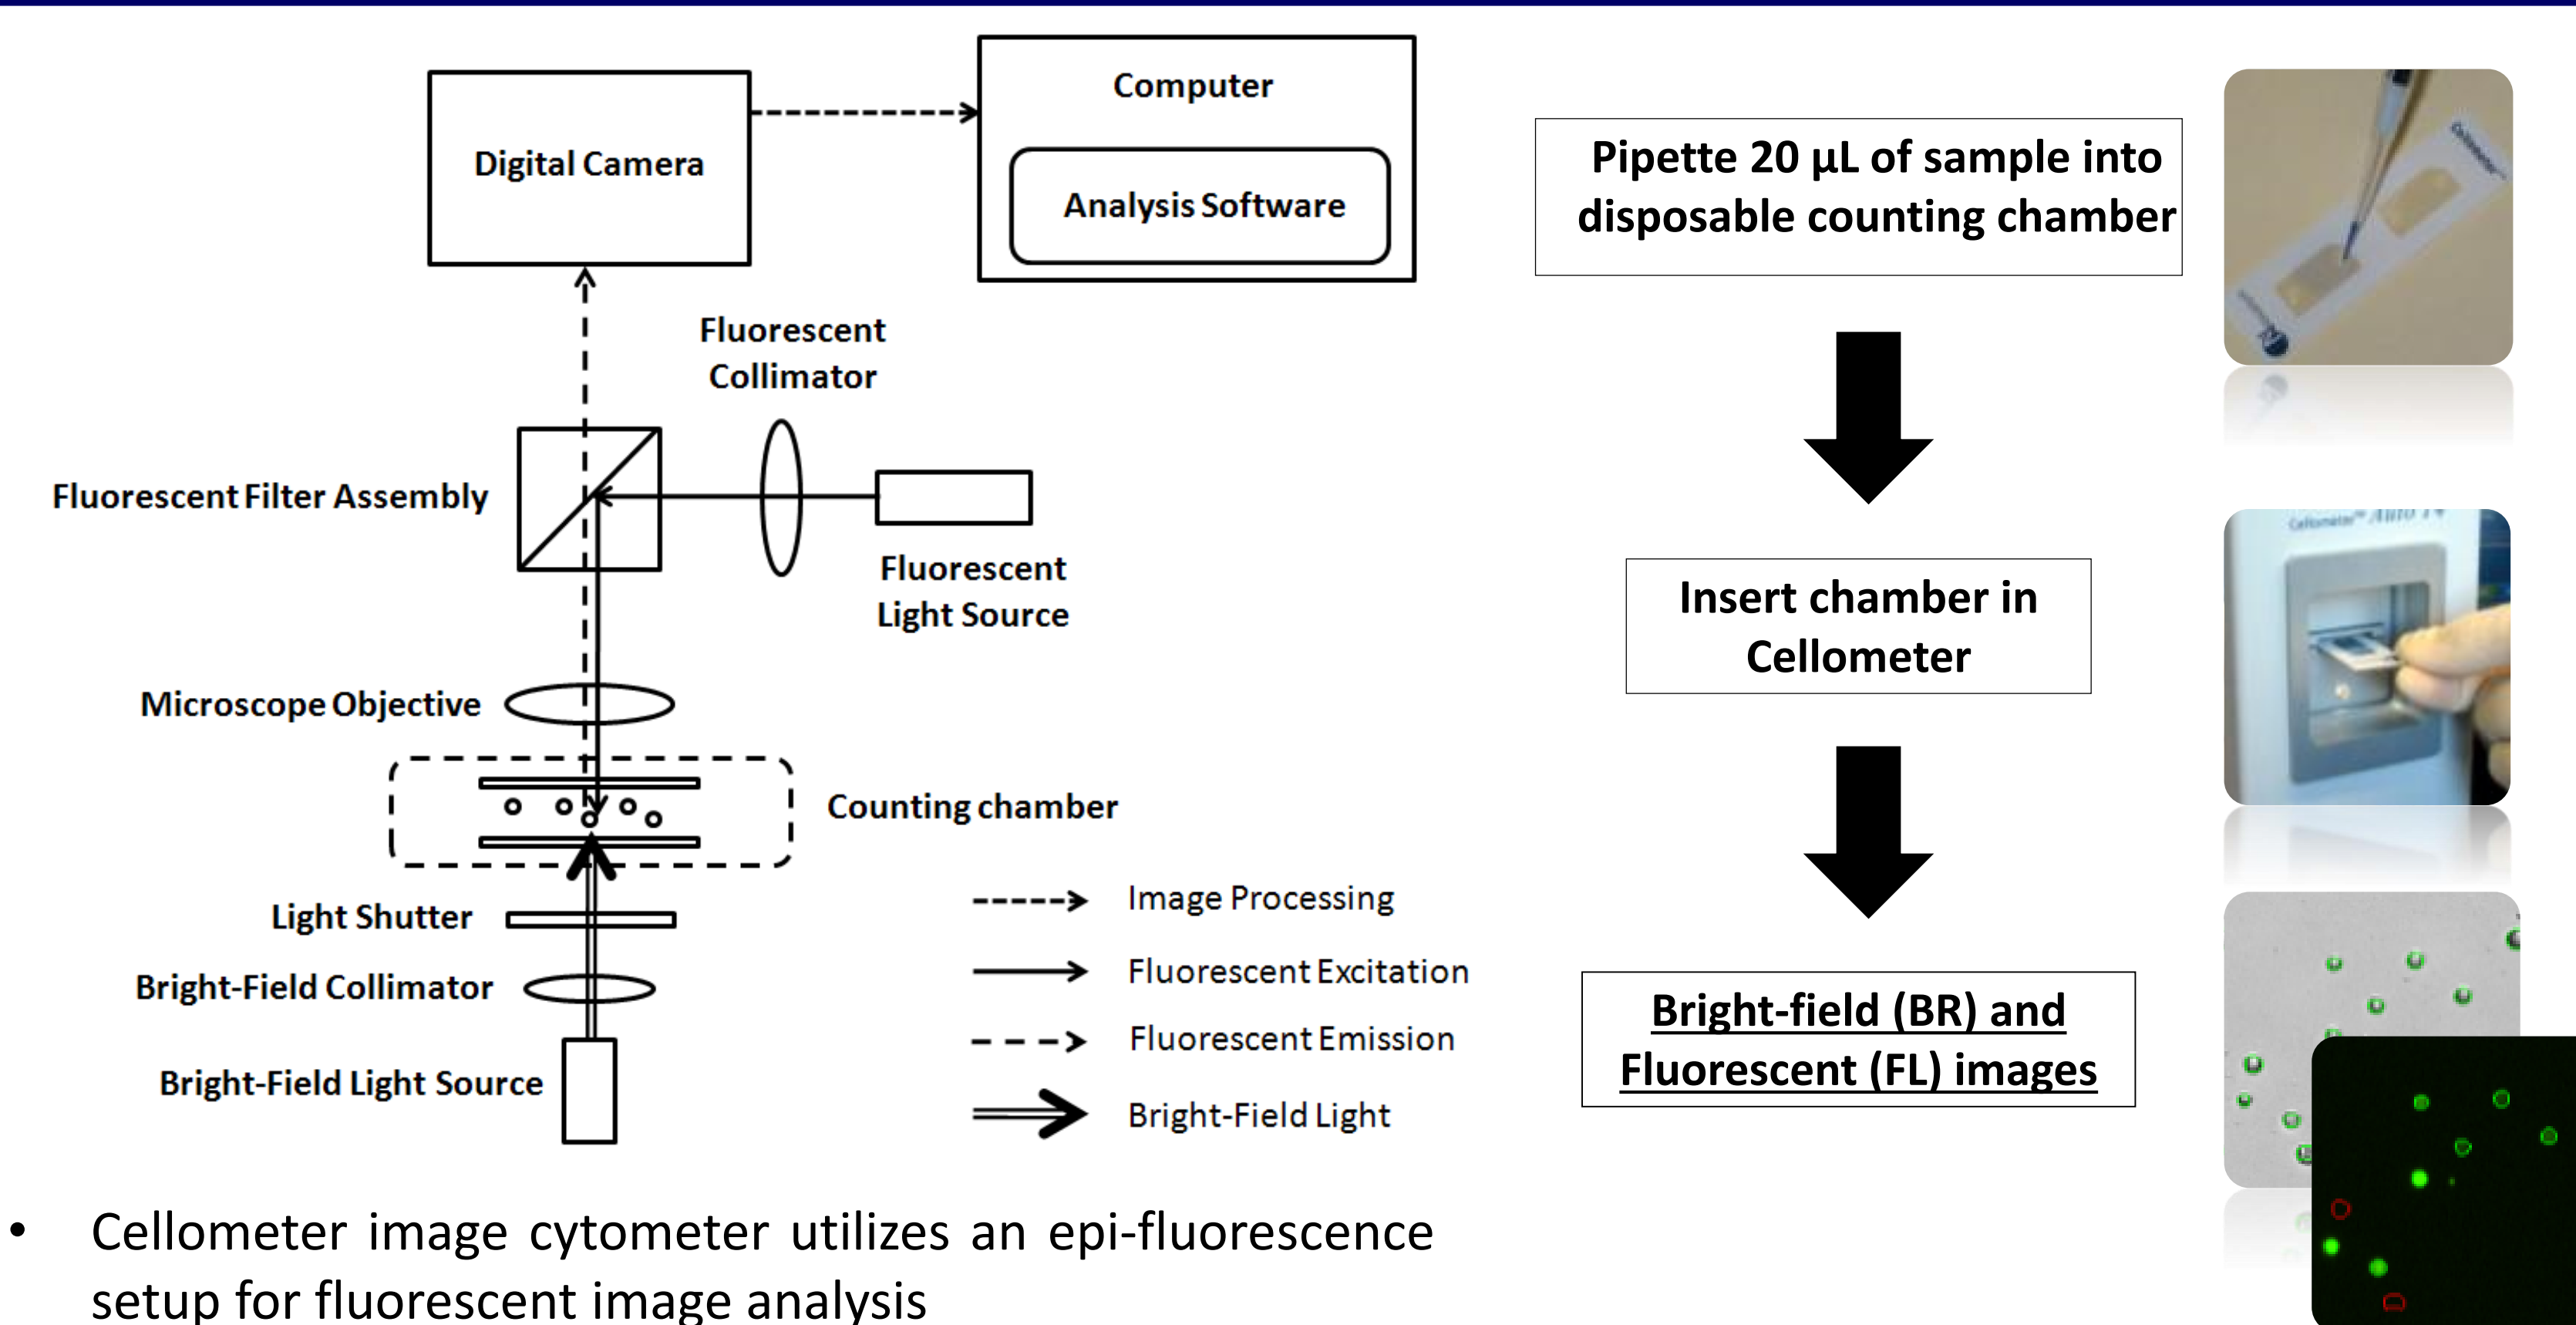 Computer
Digital Camera
Analysis Software
Fluorescent
Collimator
Fluorescent Filter Assembly
Fluorescent
Light Source
Microscope Objective
Counting chamber
Light Shutter
Bright-Field Collimator
Bright-Field Light Source
Image Processing
Fluorescent Excitation
Fluorescent Emission
Bright-Field Light
• Cellometer image cytometer utilizes an epi-fluorescence
setup for fluorescent image analysis
Pipette 20 µL of sample into
disposable counting chamber
Cellometer
Insert chamber in
Cellometer
Cellometer™ Auto
Bright-field (BR) and
Fluorescent (FL) images